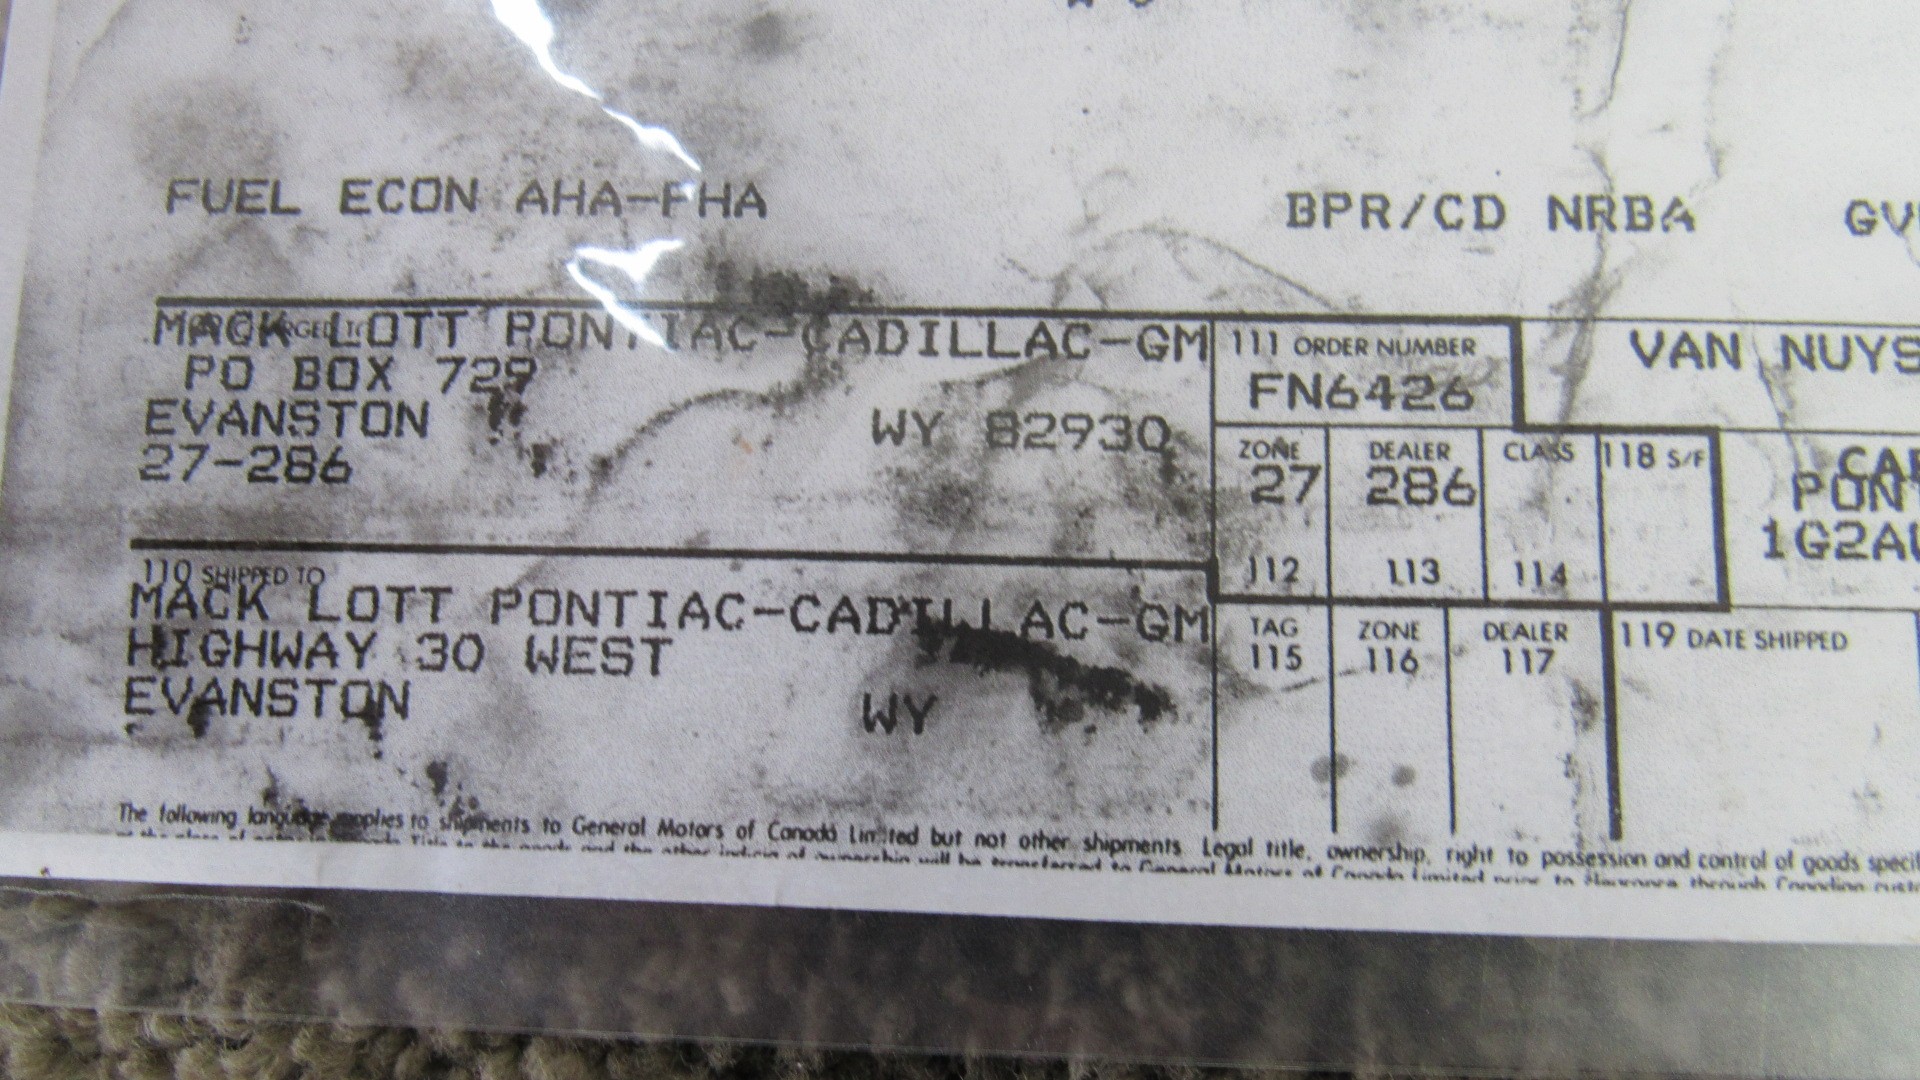 FUEL ECON AHA-FHA
BPR/CD NRBA
CHARGED TO
MACK LOTT PONTIAC-CADILLAC-GM
PO BOX 729
EVANSTON WY 82930
27-286
111 ORDER NUMBER
FN6426
VAN NUYS
ZONE
27
112
DEALER
286
113
CLASS
114
118 S/F
PON
1G2A
110 SHIPPED TO
MACK LOTT PONTIAC-CADILLAC-GM
HIGHWAY 30 WEST
EVANSTON WY
TAG
115
ZONE
116
DEALER
117
119 DATE SHIPPED
The following language applies to shipments to General Motors of Canada Limited but not other shipments. Legal title, ownership, right to possession and control of goods specif